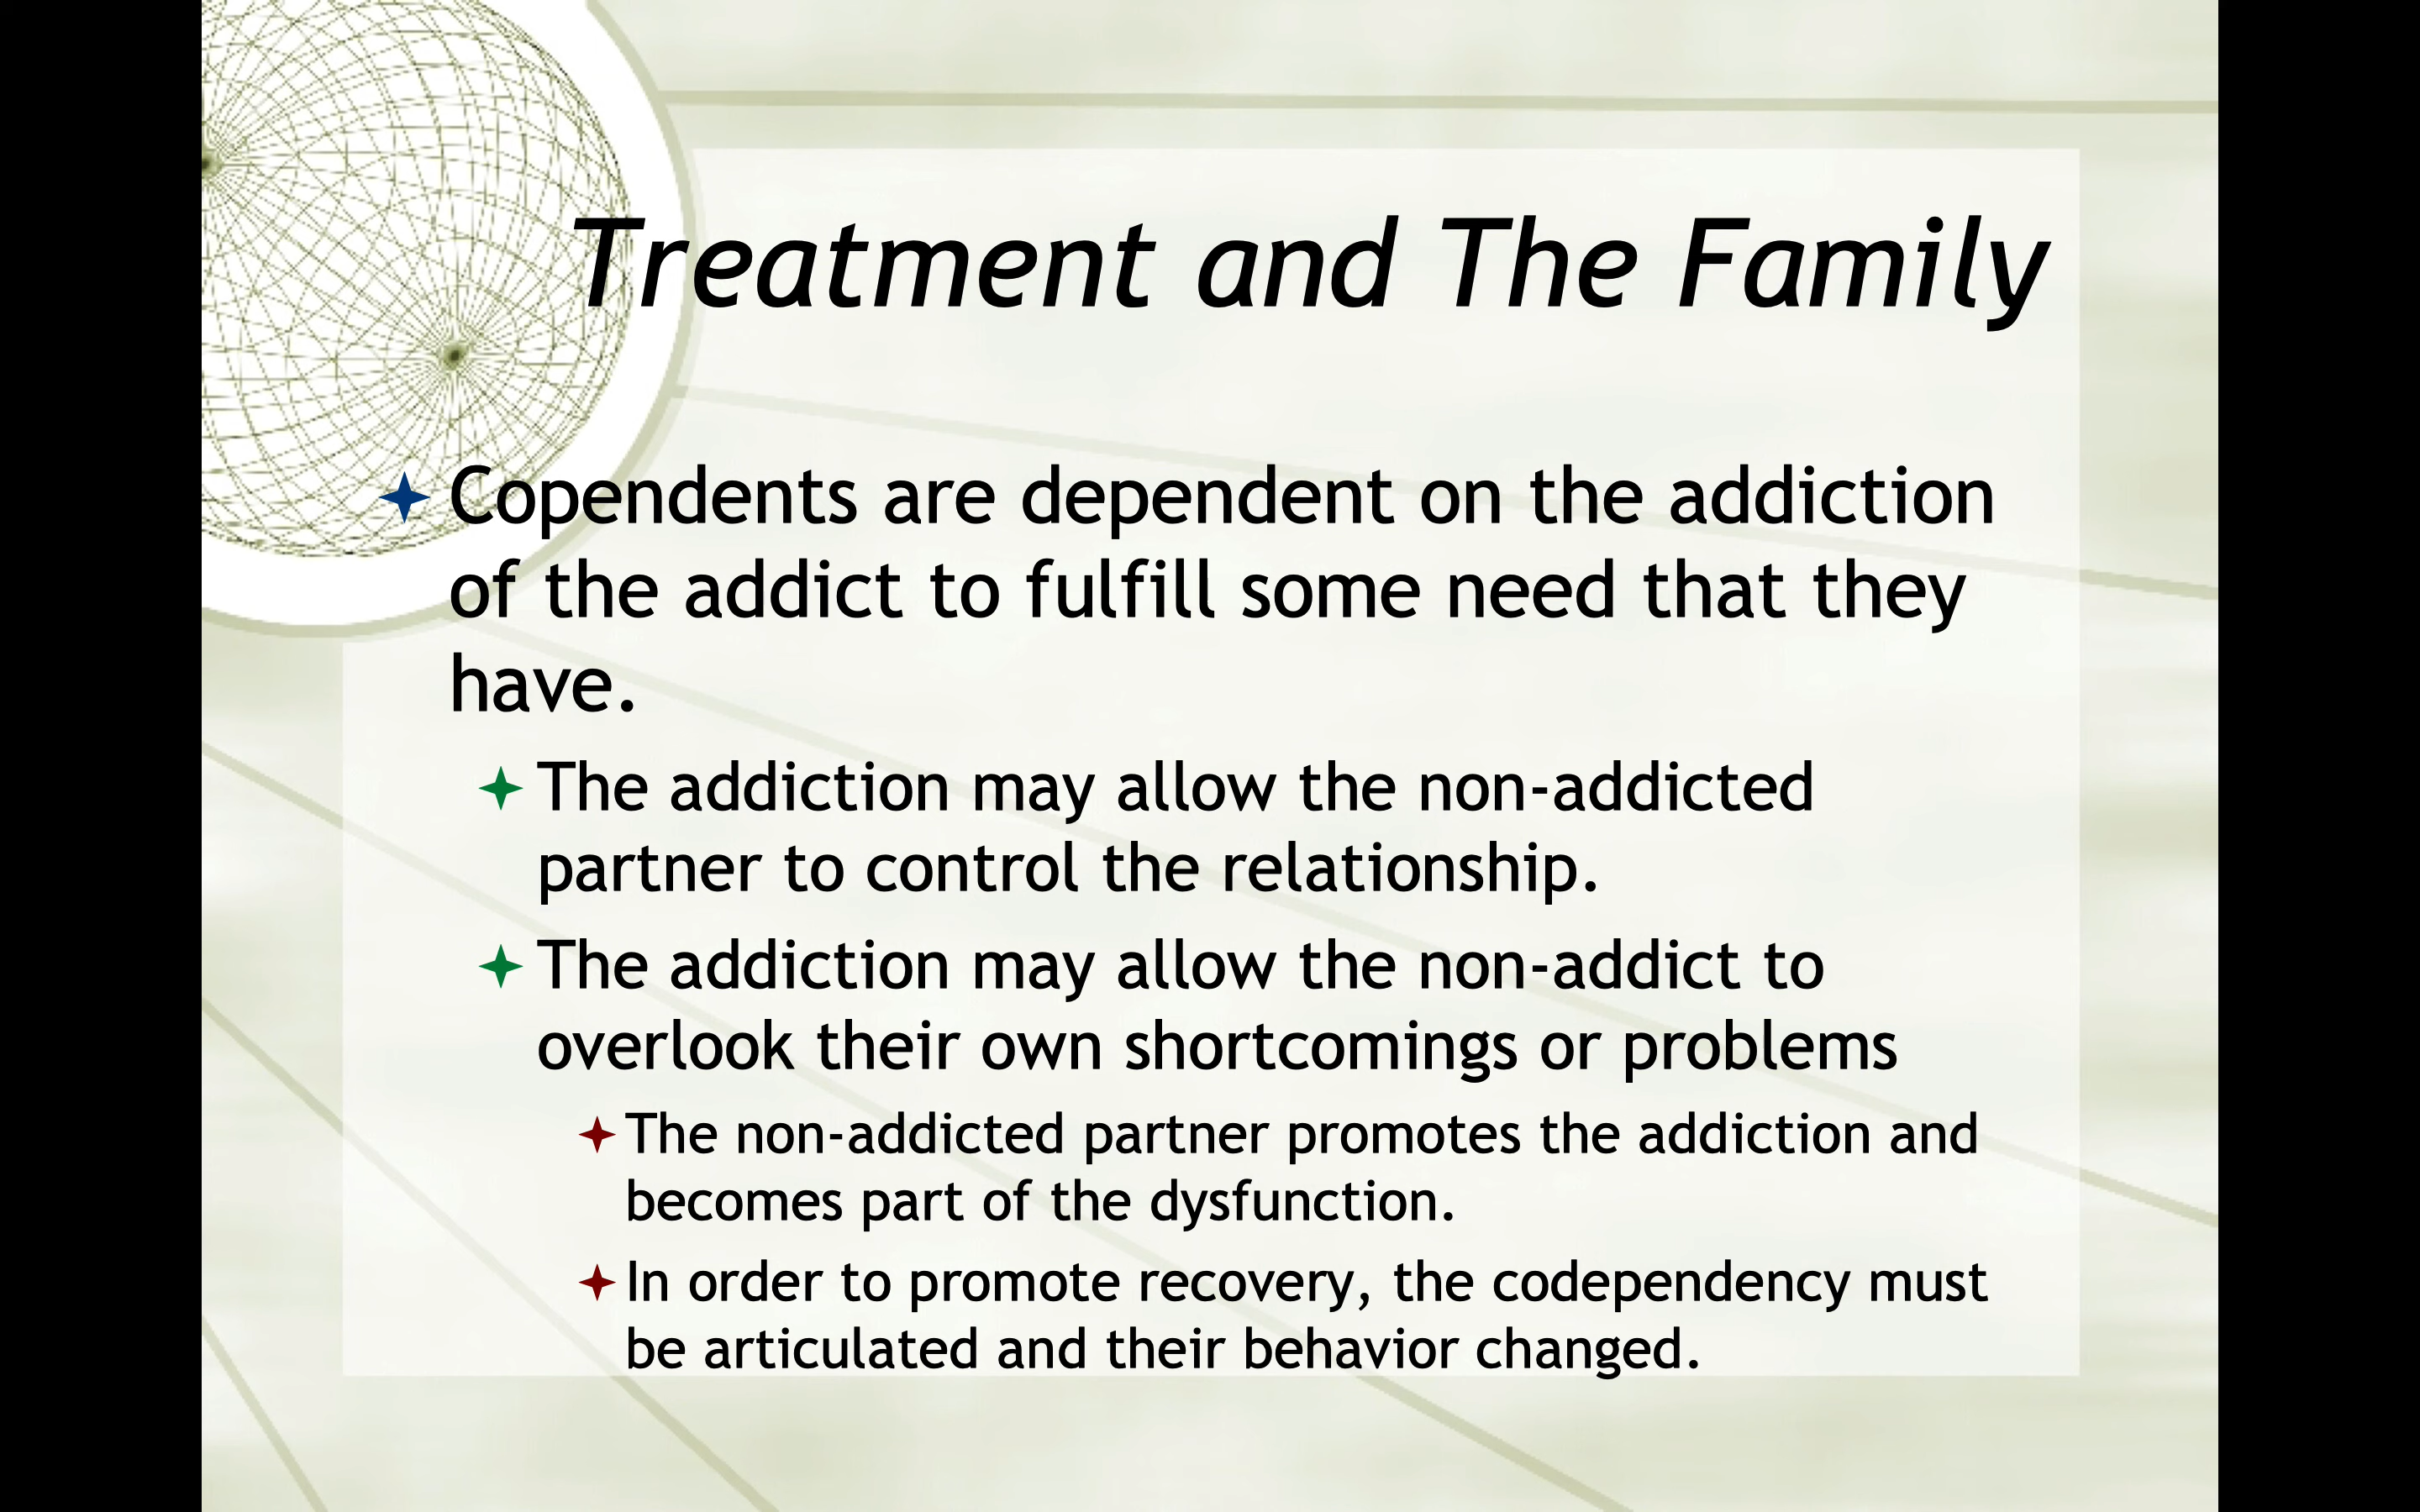 Treatment and The Family
Copendents are dependent on the addiction
of the addict to fulfill some need that they
have.
The addiction may allow the non-addicted
partner to control the relationship.
The addiction may allow the non-addict to
overlook their own shortcomings or problems
The non-addicted partner promotes the addiction and
becomes part of the dysfunction.
In order to promote recovery, the codependency must
be articulated and their behavior changed.